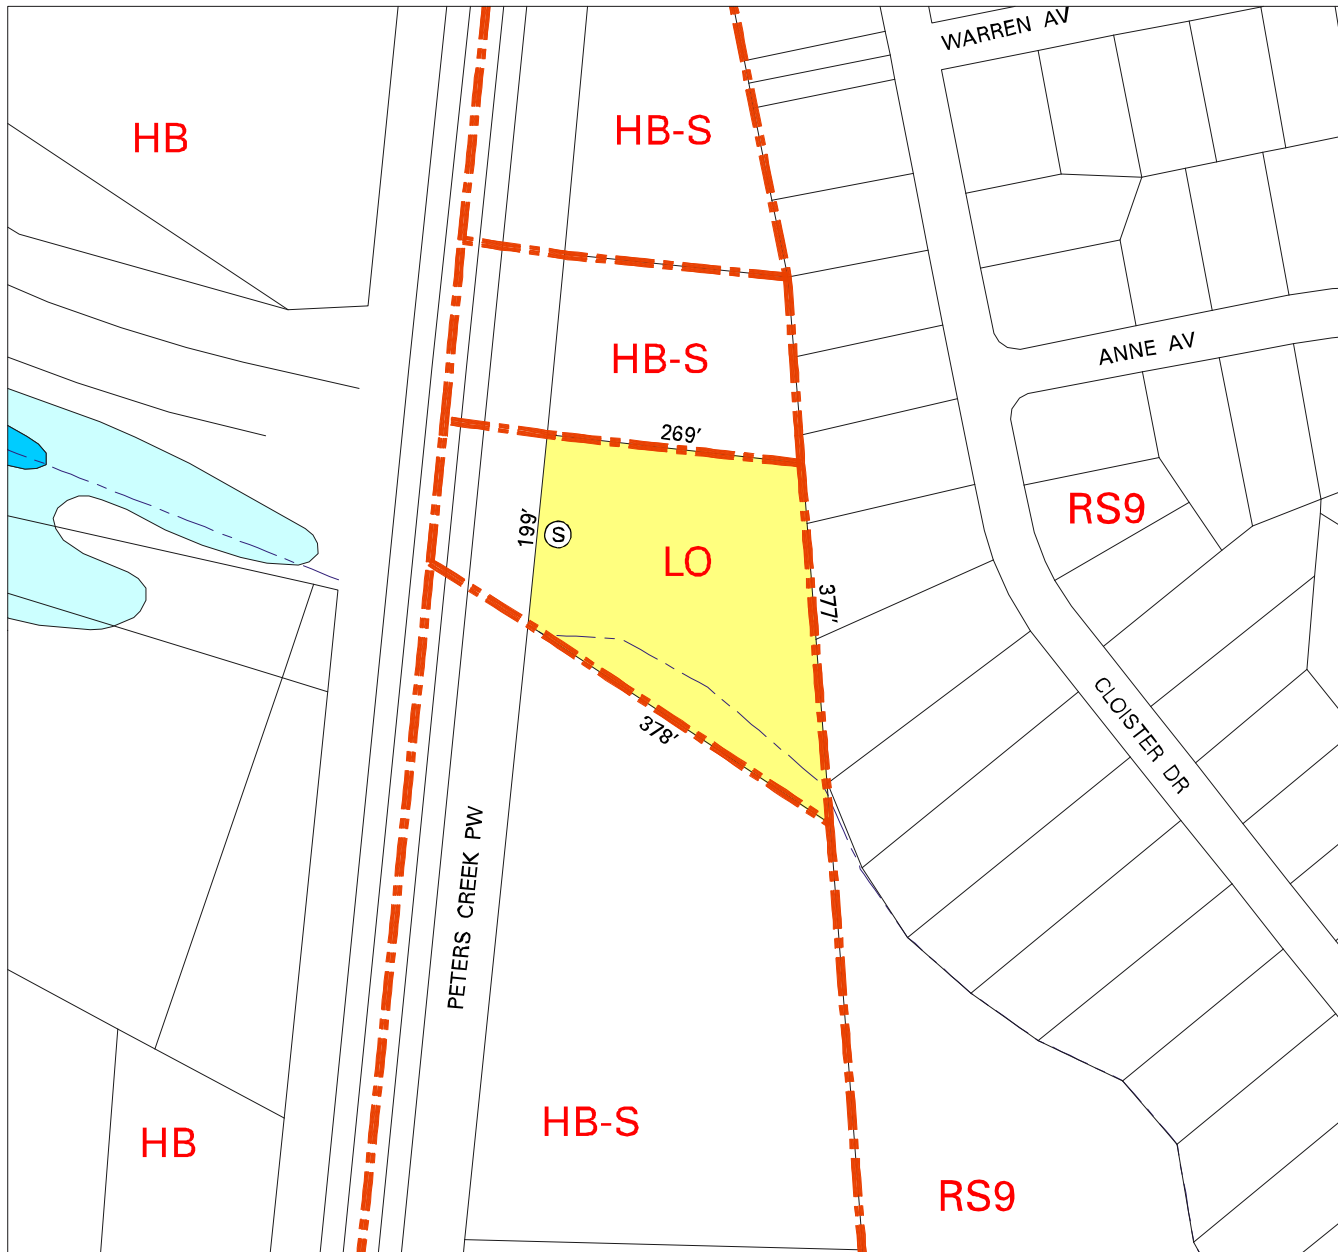 WARREN AV
HB
HB-S
ANNE AV
HB-S
269'
RS9
199'
S
LO
377'
378'
CLOISTER DR
PETERS CREEK PW
HB-S
HB
RS9